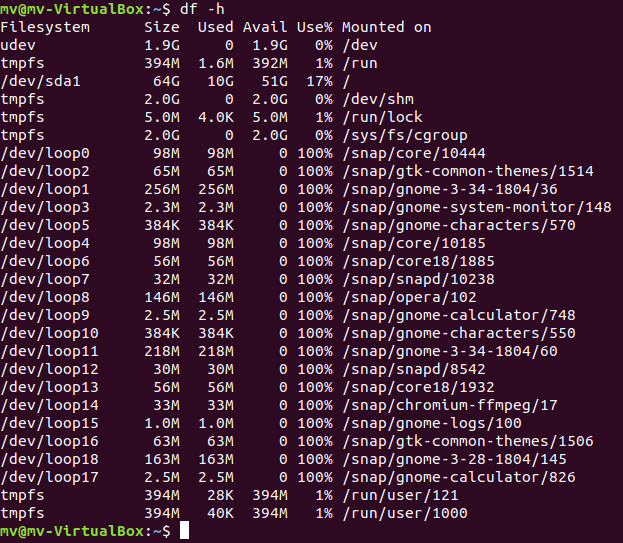 mv@mv-VirtualBox:~$ df -h
Filesystem      Size  Used Avail Use% Mounted on
udev            1.9G     0  1.9G   0% /dev
tmpfs           394M  1.6M  392M   1% /run
/dev/sda1        64G   10G   51G  17% /
tmpfs           2.0G     0  2.0G   0% /dev/shm
tmpfs           5.0M  4.0K  5.0M   1% /run/lock
tmpfs           2.0G     0  2.0G   0% /sys/fs/cgroup
/dev/loop0       98M   98M     0 100% /snap/core/10444
/dev/loop2       65M   65M     0 100% /snap/gtk-common-themes/1514
/dev/loop1      256M  256M     0 100% /snap/gnome-3-34-1804/36
/dev/loop3      2.3M  2.3M     0 100% /snap/gnome-system-monitor/148
/dev/loop5      384K  384K     0 100% /snap/gnome-characters/570
/dev/loop4       98M   98M     0 100% /snap/core/10185
/dev/loop6       56M   56M     0 100% /snap/core18/1885
/dev/loop7       32M   32M     0 100% /snap/snapd/10238
/dev/loop8      146M  146M     0 100% /snap/opera/102
/dev/loop9      2.5M  2.5M     0 100% /snap/gnome-calculator/748
/dev/loop10     384K  384K     0 100% /snap/gnome-characters/550
/dev/loop11     218M  218M     0 100% /snap/gnome-3-34-1804/60
/dev/loop12      30M   30M     0 100% /snap/snapd/8542
/dev/loop13      56M   56M     0 100% /snap/core18/1932
/dev/loop14      33M   33M     0 100% /snap/chromium-ffmpeg/17
/dev/loop15     1.0M  1.0M     0 100% /snap/gnome-logs/100
/dev/loop16      63M   63M     0 100% /snap/gtk-common-themes/1506
/dev/loop18     163M  163M     0 100% /snap/gnome-3-28-1804/145
/dev/loop17     2.5M  2.5M     0 100% /snap/gnome-calculator/826
tmpfs           394M   28K  394M   1% /run/user/121
tmpfs           394M   40K  394M   1% /run/user/1000
mv@mv-VirtualBox:~$